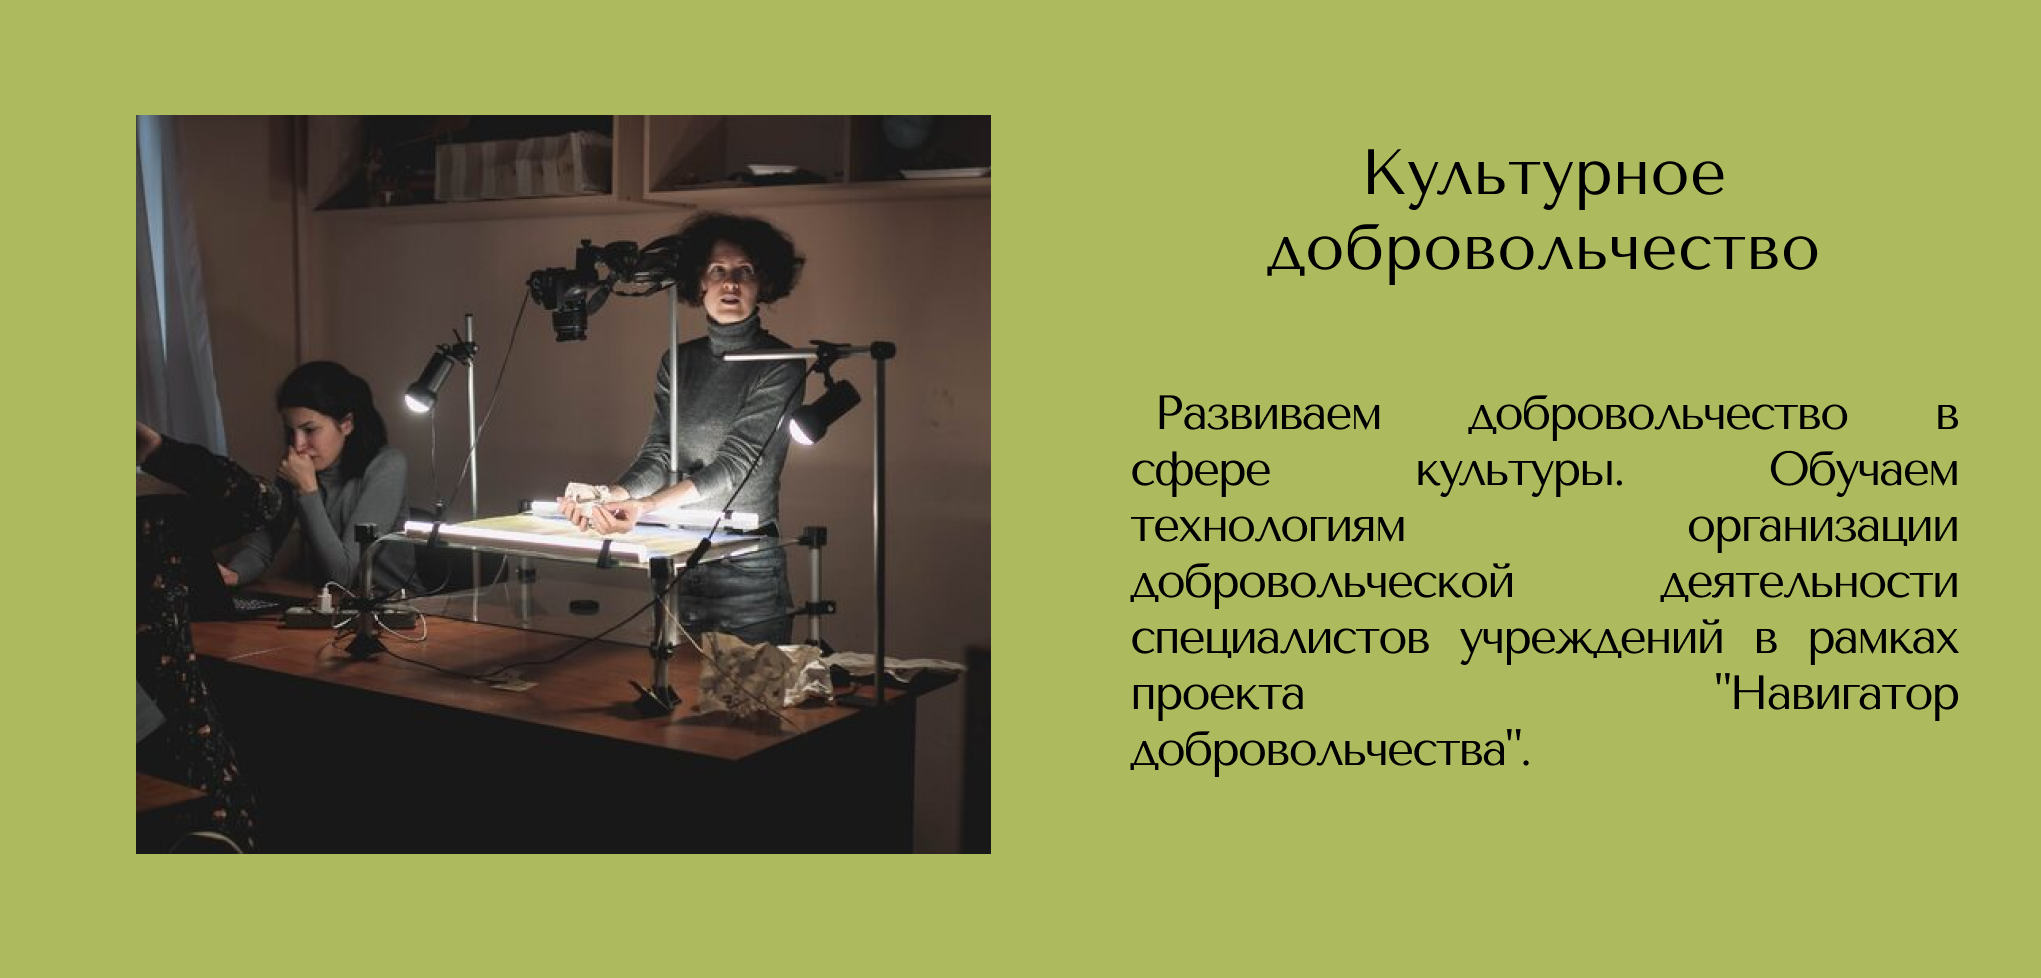 Культурное
добровольчество
Развиваем добровольчество в
сфере культуры. Обучаем
технологиям организации
добровольческой деятельности
специалистов учреждений в рамках
проекта "Навигатор
добровольчества".